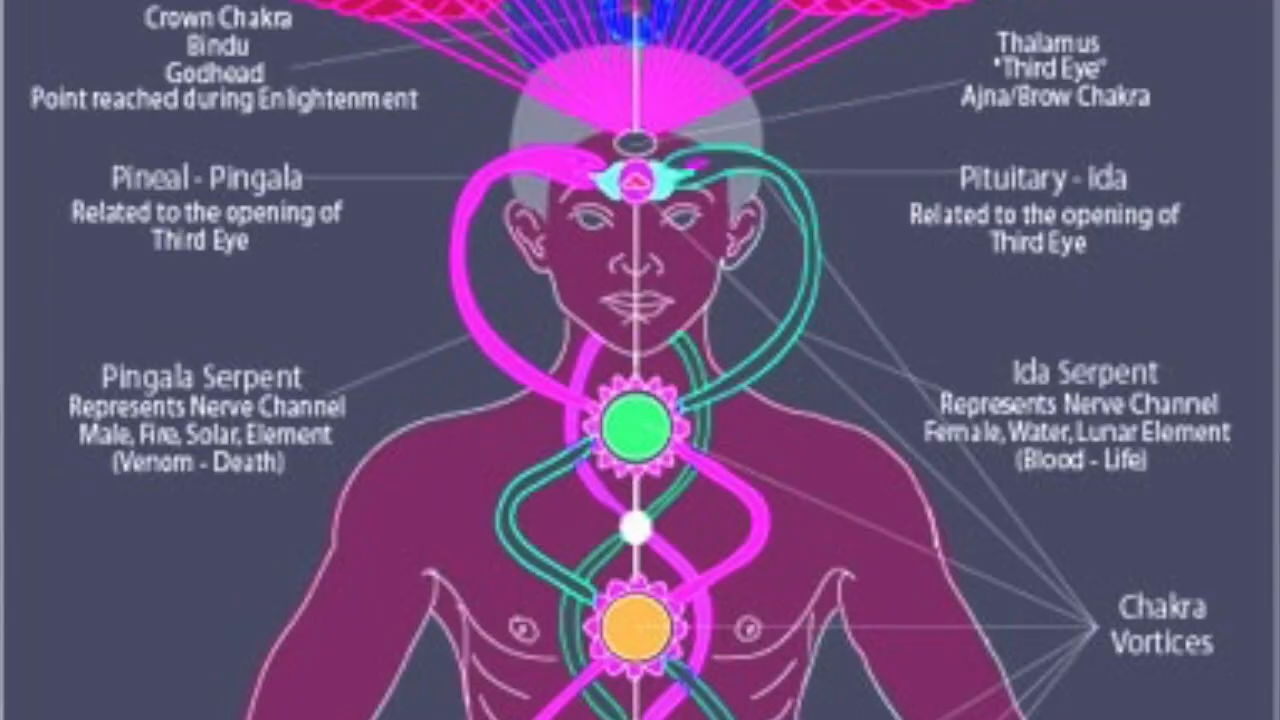 Crown Chakra
Bindu
Godhead
Point reached during Enlightenment
Thalamus
"Third Eye"
Ajna/Brow Chakra
Pineal - Pingala
Related to the opening of
Third Eye
Pituitary - Ida
Related to the opening of
Third Eye
Pingala Serpent
Represents Nerve Channel
Male, Fire, Solar, Element
(Venom - Death)
Ida Serpent
Represents Nerve Channel
Female, Water, Lunar Element
(Blood - Life)
Chakra
Vortices